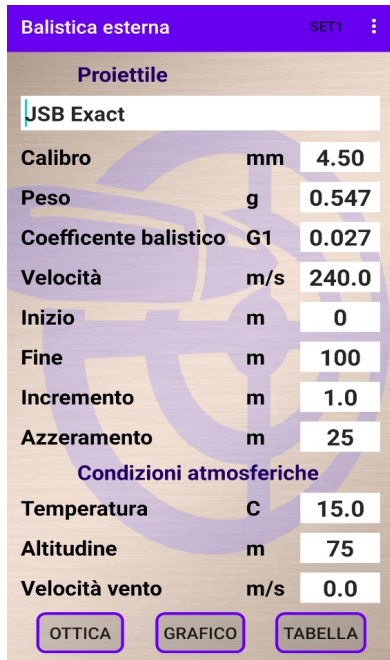 Balistica esterna SET1
Proiettile
JSB Exact
Calibro mm 4.50
Peso g 0.547
Coefficente balistico G1 0.027
Velocità m/s 240.0
Inizio m 0
Fine m 100
Incremento m 1.0
Azzeramento m 25
Condizioni atmosferiche
Temperatura C 15.0
Altitudine m 75
Velocità vento m/s 0.0
OTTICA GRAFICO TABELLA